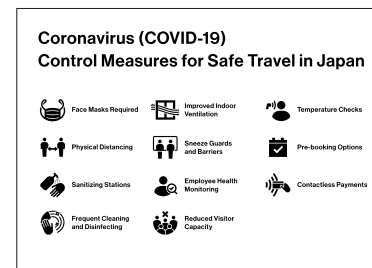 Coronavirus (COVID-19)
Control Measures for Safe Travel in Japan
Face Masks Required
Improved Indoor
Ventilation
Temperature Checks
Physical Distancing
Sneeze Guards
and Barriers
Pre-booking Options
Sanitizing Stations
Employee Health
Monitoring
Contactless Payments
Frequent Cleaning
and Disinfecting
Reduced Visitor
Capacity